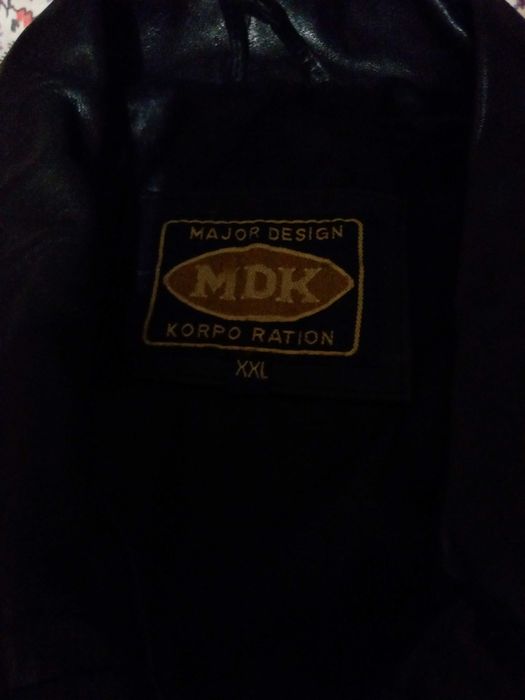 MAJOR DESIGN
MDK
KORPO RATION
XXL